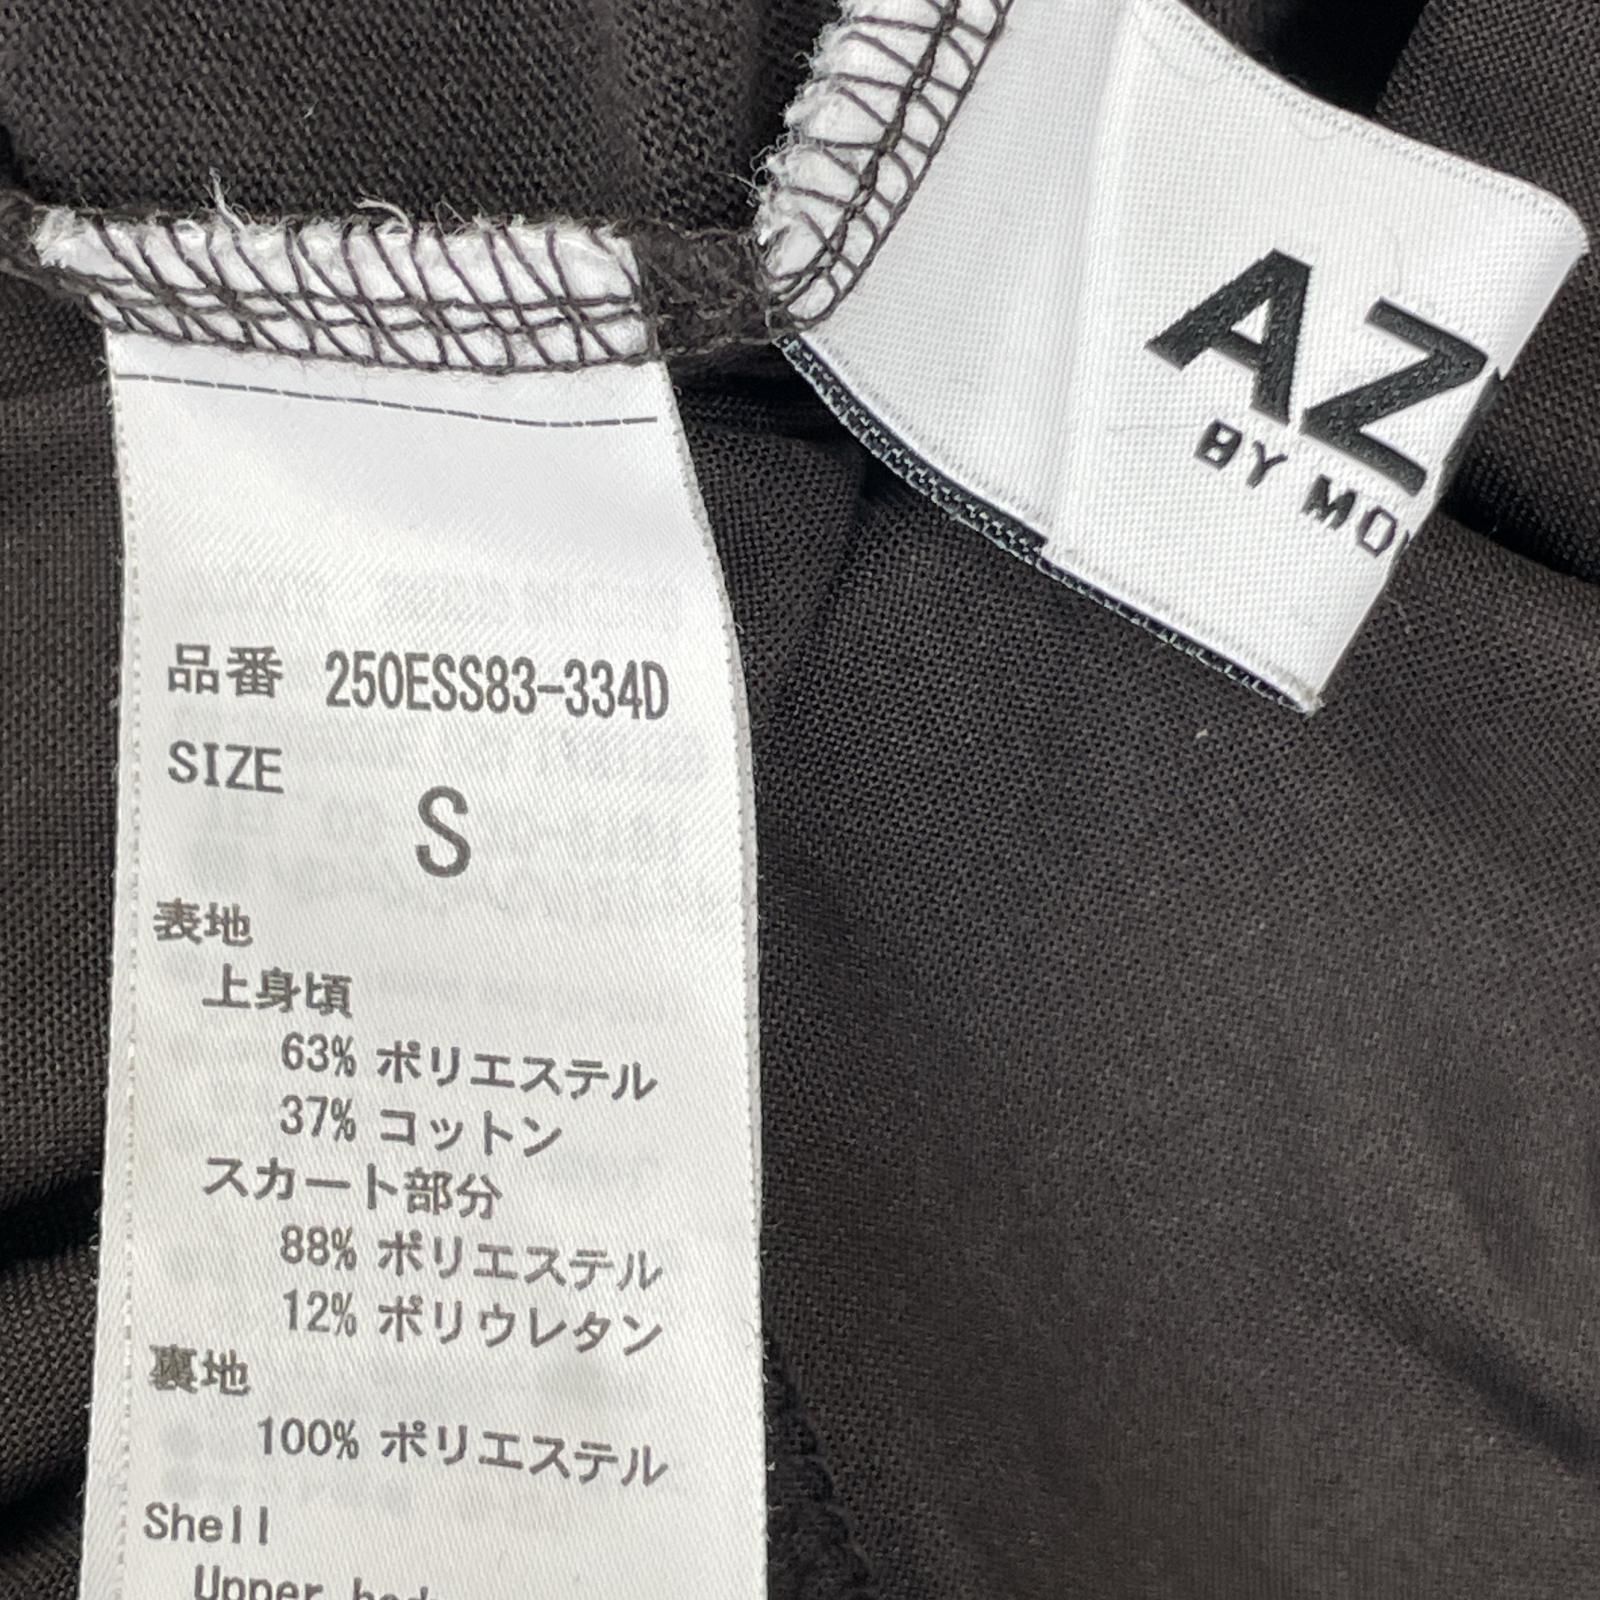 AZ
BY MO
品番 250ESS83-334D
SIZE
S
表地
上身頃
63% ポリエステル
37% コットン
スカート部分
88% ポリエステル
12% ポリウレタン
裏地
100% ポリエステル
Shell
Upper